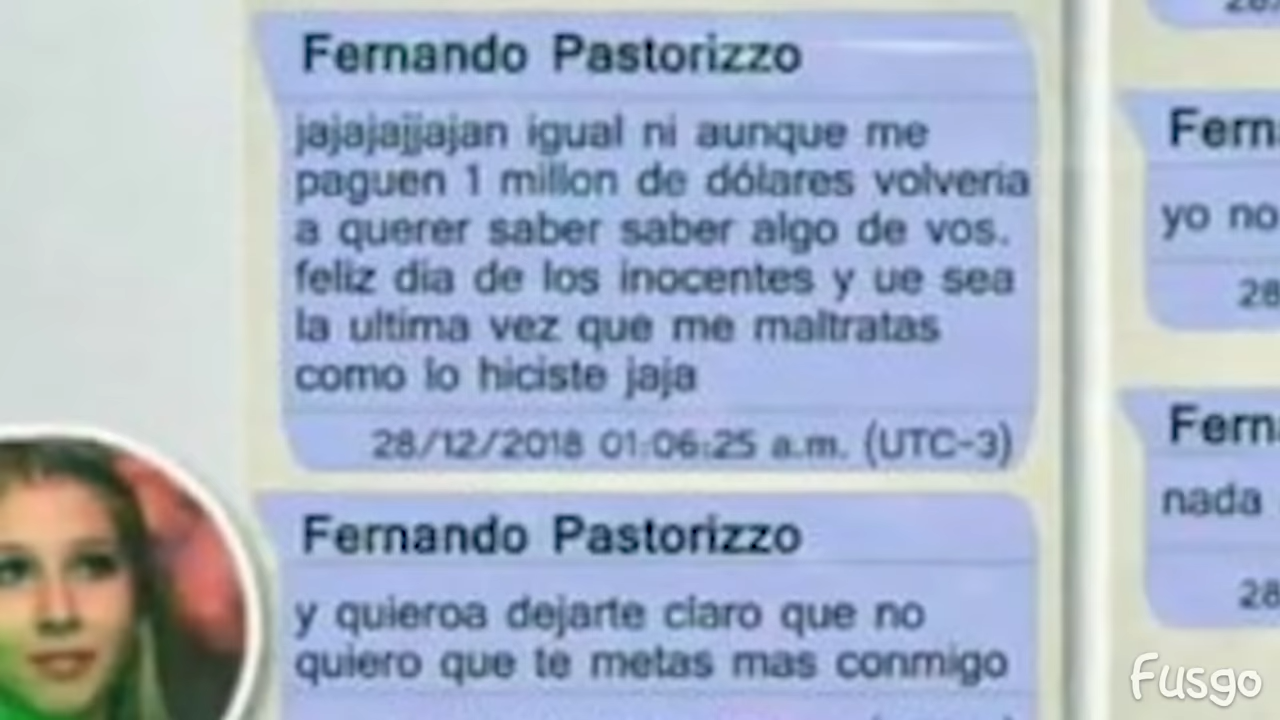 Fernando Pastorizzo
jajajajjajan igual ni aunque me
paguen 1 millon de dólares volveria
a querer saber saber algo de vos.
feliz dia de los inocentes y ue sea
la ultima vez que me maltratas
como lo hiciste jaja
28/12/2018 01:06:25 a.m. (UTC-3)
Fernando Pastorizzo
y quieroa dejarte claro que no
quiero que te metas mas conmigo
Fern
yo no
28
Fern
nada
28
Fusgo